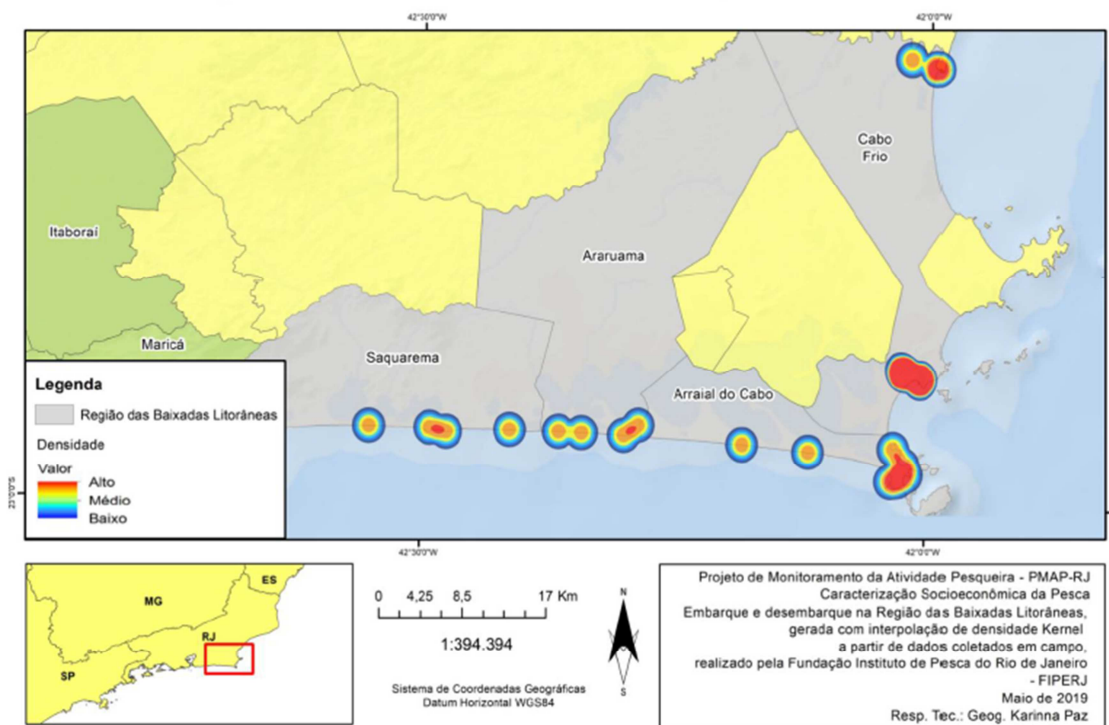 42°30'0"W
42°0'0"W
Cabo
Frio
Itaboraí
Araruama
Maricá
Saquarema
Arraial do Cabo
Legenda
Região das Baixadas Litorâneas
Densidade
Valor
Alto
Médio
Baixo
23°0'0"S
42°30'0"W
42°0'0"W
ES
MG
RJ
SP
0 4,25 8,5 17 Km
1:394.394
N
S
Sistema de Coordenadas Geográficas
Datum Horizontal WGS84
Projeto de Monitoramento da Atividade Pesqueira - PMAP-RJ
Caracterização Socioeconômica da Pesca
Embarque e desembarque na Região das Baixadas Litorâneas,
gerada com interpolação de densidade Kernel
a partir de dados coletados em campo,
realizado pela Fundação Instituto de Pesca do Rio de Janeiro
- FIPERJ
Maio de 2019
Resp. Tec.: Geog. Karinna Paz